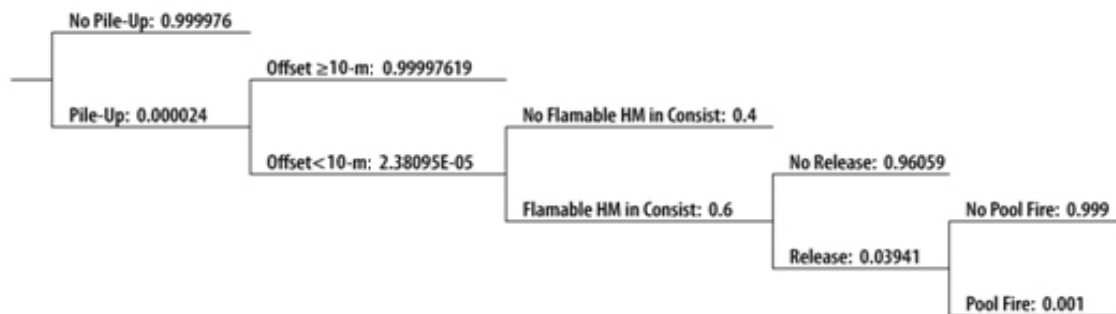 No Pile-Up: 0.999976
Offset ≥10-m: 0.99997619
Pile-Up: 0.000024
No Flamable HM in Consist: 0.4
Offset<10-m: 2.38095E-05
No Release: 0.96059
Flamable HM in Consist: 0.6
No Pool Fire: 0.999
Release: 0.03941
Pool Fire: 0.001